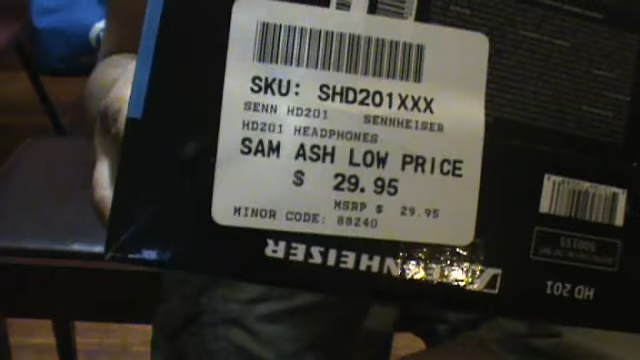 SKU: SHD201XXX
SENN HD201 SENNHEISER
HD201 HEADPHONES
SAM ASH LOW PRICE
$ 29.95
MSRP $ 29.95
MINOR CODE: 88240
SENNHEISER
HD 201